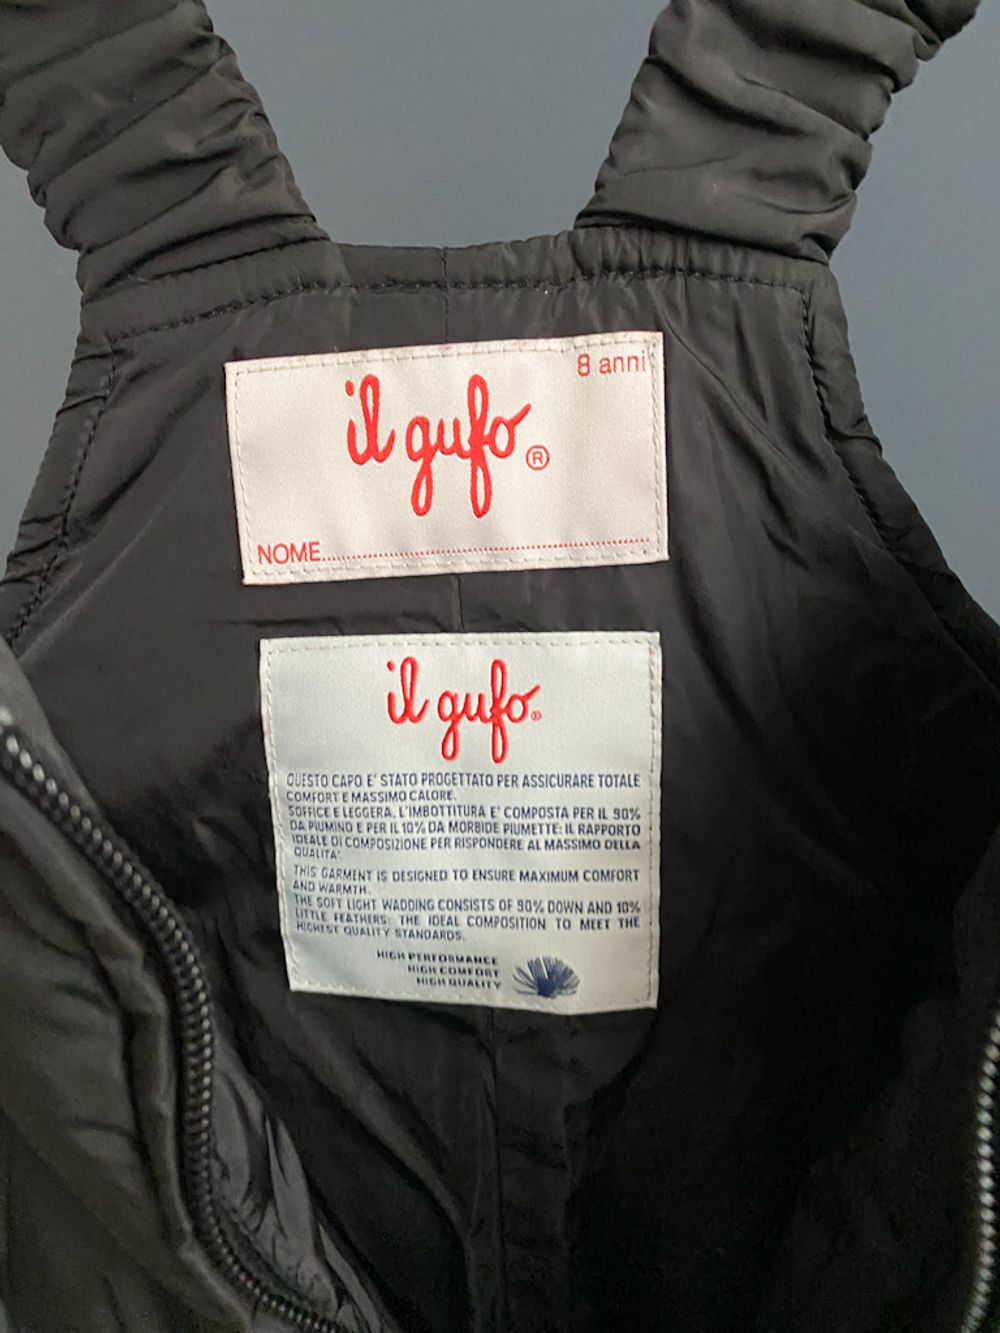 8 anni
il gufo®
NOME
il gufo®
QUESTO CAPO E' STATO PROGETTATO PER ASSICURARE TOTALE
COMFORT E MASSIMO CALORE.
SOFFICE E LEGGERA, L'IMBOTTITURA E' COMPOSTA PER IL 90%
DA PIUMINO E PER IL 10% DA MORBIDE PIUMETTE: IL RAPPORTO
IDEALE DI COMPOSIZIONE PER RISPONDERE AL MASSIMO DELLA
QUALITA'.
THIS GARMENT IS DESIGNED TO ENSURE MAXIMUM COMFORT
AND WARMTH.
THE SOFT LIGHT WADDING CONSISTS OF 90% DOWN AND 10%
LITTLE FEATHERS: THE IDEAL COMPOSITION TO MEET THE
HIGHEST QUALITY STANDARDS.
HIGH PERFORMANCE
HIGH COMFORT
HIGH QUALITY